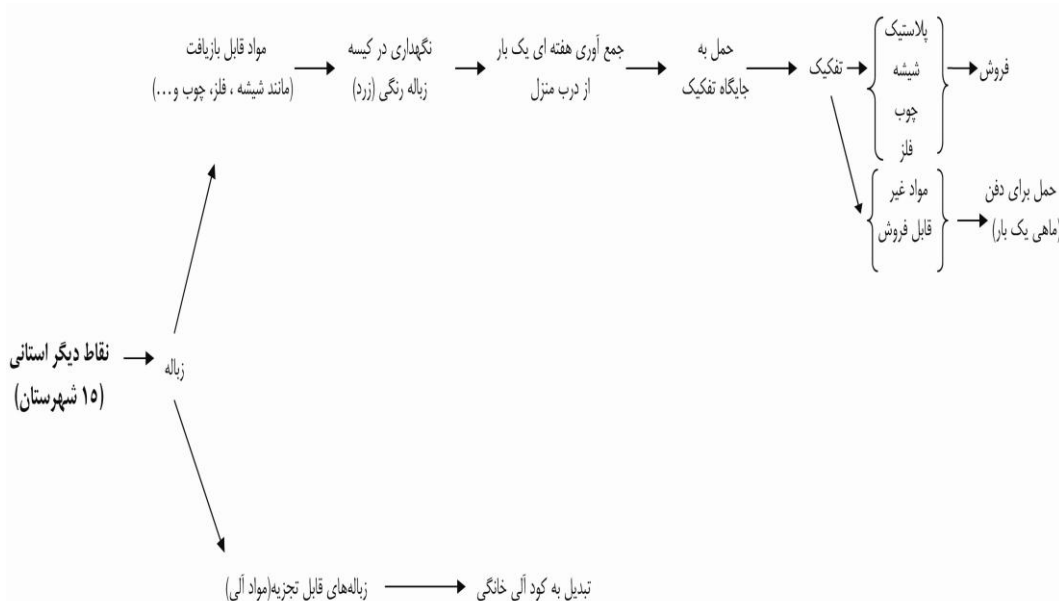 مواد قابل بازیافت
(مانند شیشه ، فلز، چوب و...)
نگهداری در کیسه
زباله رنگی (زرد)
جمع آوری هفته ای یک بار
از درب منزل
حمل به
جایگاه تفکیک
تفکیک
پلاستیک
شیشه
چوب
فلز
فروش
مواد غیر
قابل فروش
حمل برای دفن
(ماهی یک بار)
نقاط دیگر استانی
(۱۵ شهرستان)
زباله
زباله‌های قابل تجزیه(مواد آلی)
تبدیل به کود آلی خانگی